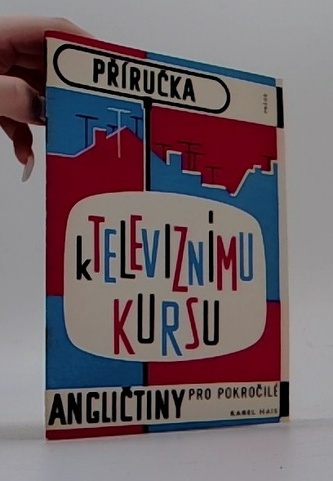 PŘÍRUČKA
k TELEVIZNÍMU
KURSU
ANGLIČTINY PRO POKROČILÉ
KAREL HAIS